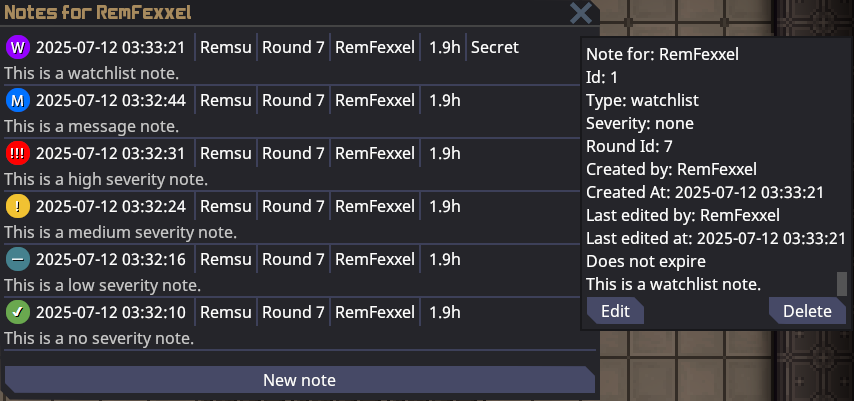 Notes for RemFexxel
W 2025-07-12 03:33:21 Remsu Round 7 RemFexxel 1.9h Secret
This is a watchlist note.
M 2025-07-12 03:32:44 Remsu Round 7 RemFexxel 1.9h
This is a message note.
!!! 2025-07-12 03:32:31 Remsu Round 7 RemFexxel 1.9h
This is a high severity note.
! 2025-07-12 03:32:24 Remsu Round 7 RemFexxel 1.9h
This is a medium severity note.
2025-07-12 03:32:16 Remsu Round 7 RemFexxel 1.9h
This is a low severity note.
2025-07-12 03:32:10 Remsu Round 7 RemFexxel 1.9h
This is a no severity note.
New note
Note for: RemFexxel
Id: 1
Type: watchlist
Severity: none
Round Id: 7
Created by: RemFexxel
Created At: 2025-07-12 03:33:21
Last edited by: RemFexxel
Last edited at: 2025-07-12 03:33:21
Does not expire
This is a watchlist note.
Edit Delete